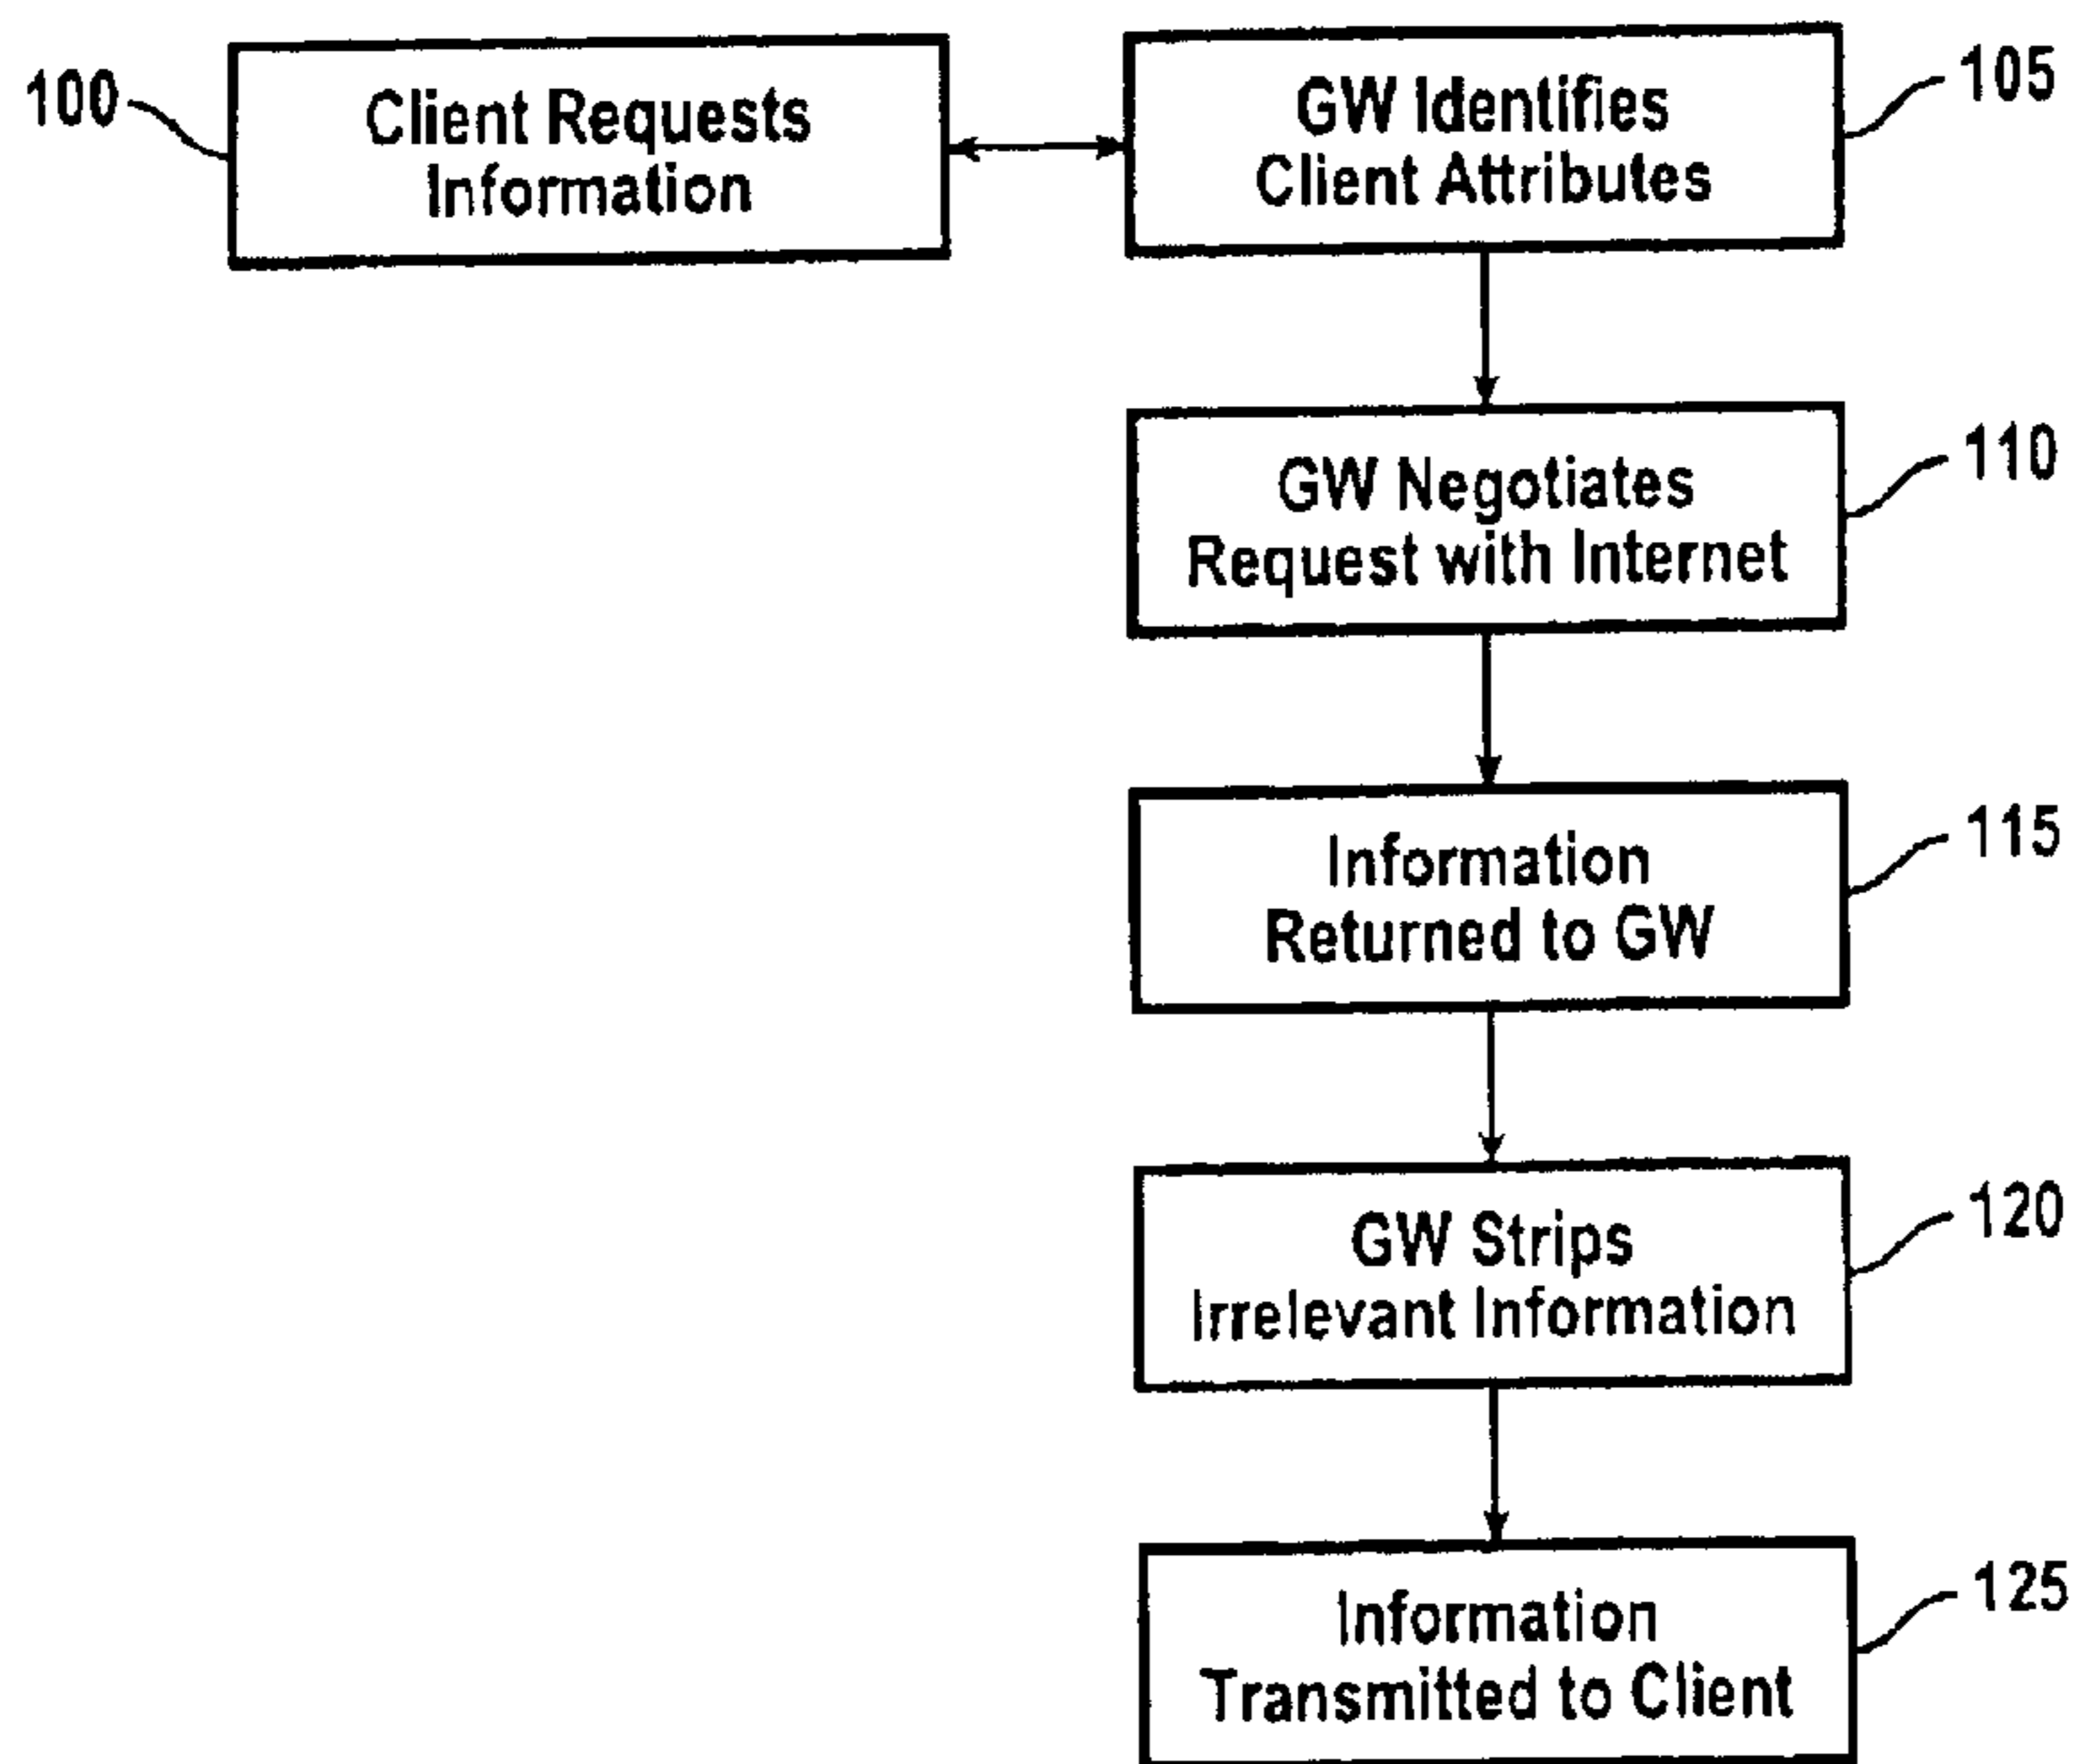 100
Client Requests
Information
GW Identifies
Client Attributes
105
GW Negotiates
Request with Internet
110
Information
Returned to GW
115
GW Strips
Irrelevant Information
120
Information
Transmitted to Client
125